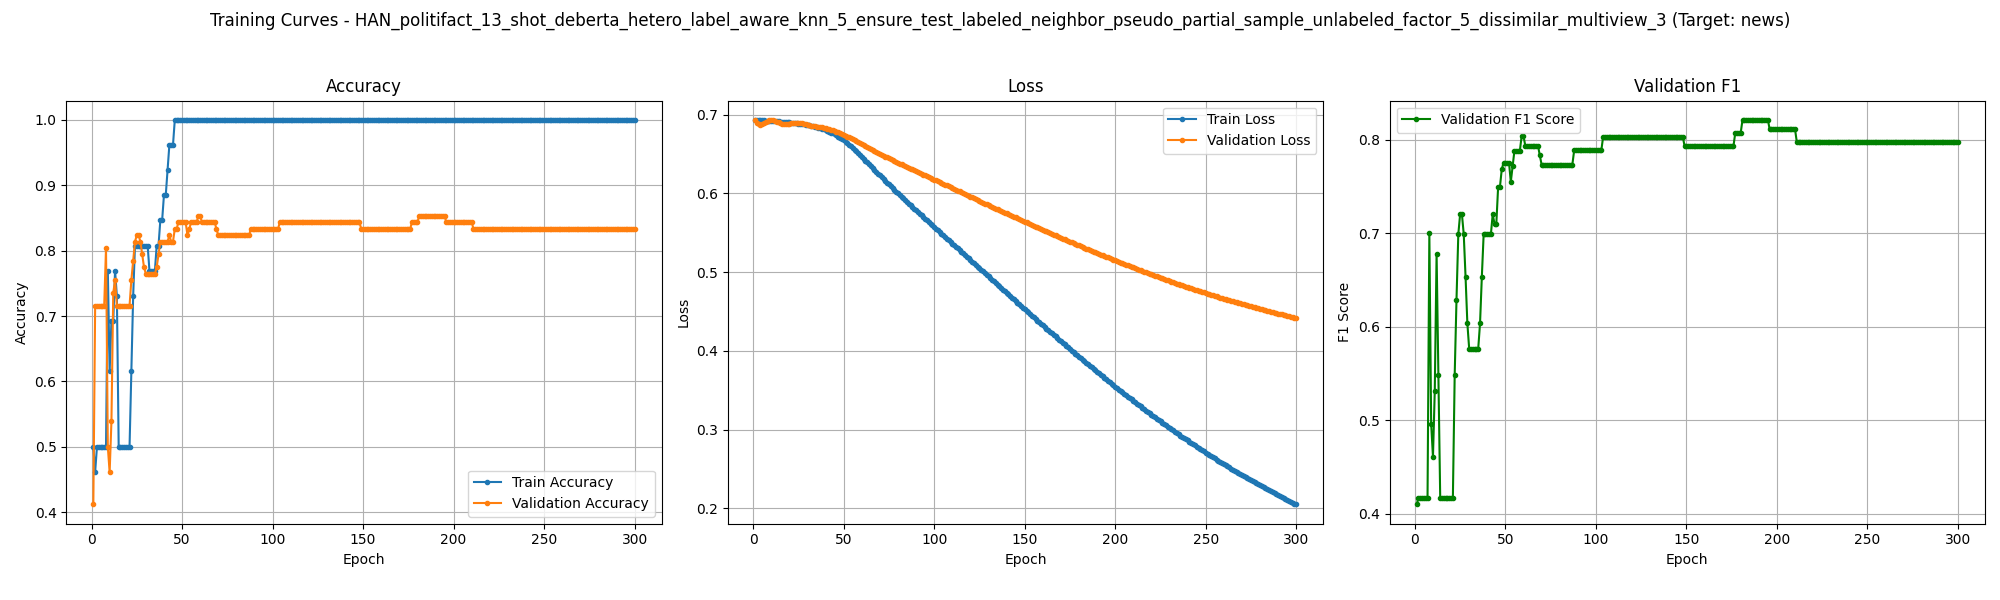 Training Curves - HAN_politifact_13_shot_deberta_hetero_label_aware_knn_5_ensure_test_labeled_neighbor_pseudo_partial_sample_unlabeled_factor_5_dissimilar_multiview_3 (Target: news)
Accuracy
1.0
0.9
0.8
0.7
0.6
0.5
0.4
Accuracy
0
50
100
150
200
250
300
Epoch
Train Accuracy
Validation Accuracy
Loss
0.7
0.6
0.5
0.4
0.3
0.2
Loss
0
50
100
150
200
250
300
Epoch
Train Loss
Validation Loss
Validation F1
0.8
0.7
0.6
0.5
0.4
F1 Score
0
50
100
150
200
250
300
Epoch
Validation F1 Score